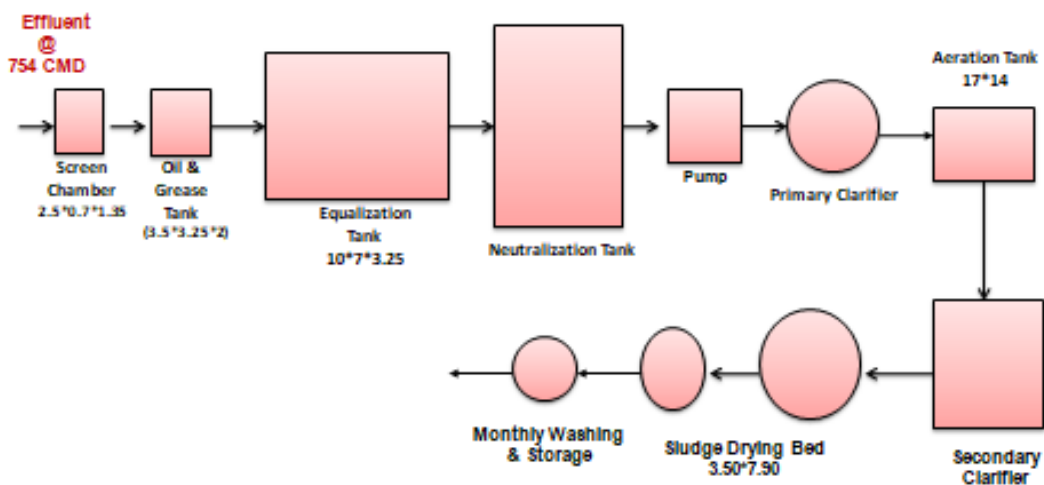 Effluent
@
754 CMD
Screen
Chamber
2.5*0.7*1.35
Oil &
Grease
Tank
(3.5*3.25*2)
Equalization
Tank
10*7*3.25
Neutralization Tank
Pump
Primary Clarifier
Aeration Tank
17*14
Secondary
Clarifier
Sludge Drying Bed
3.50*7.90
Monthly Washing
& Storage